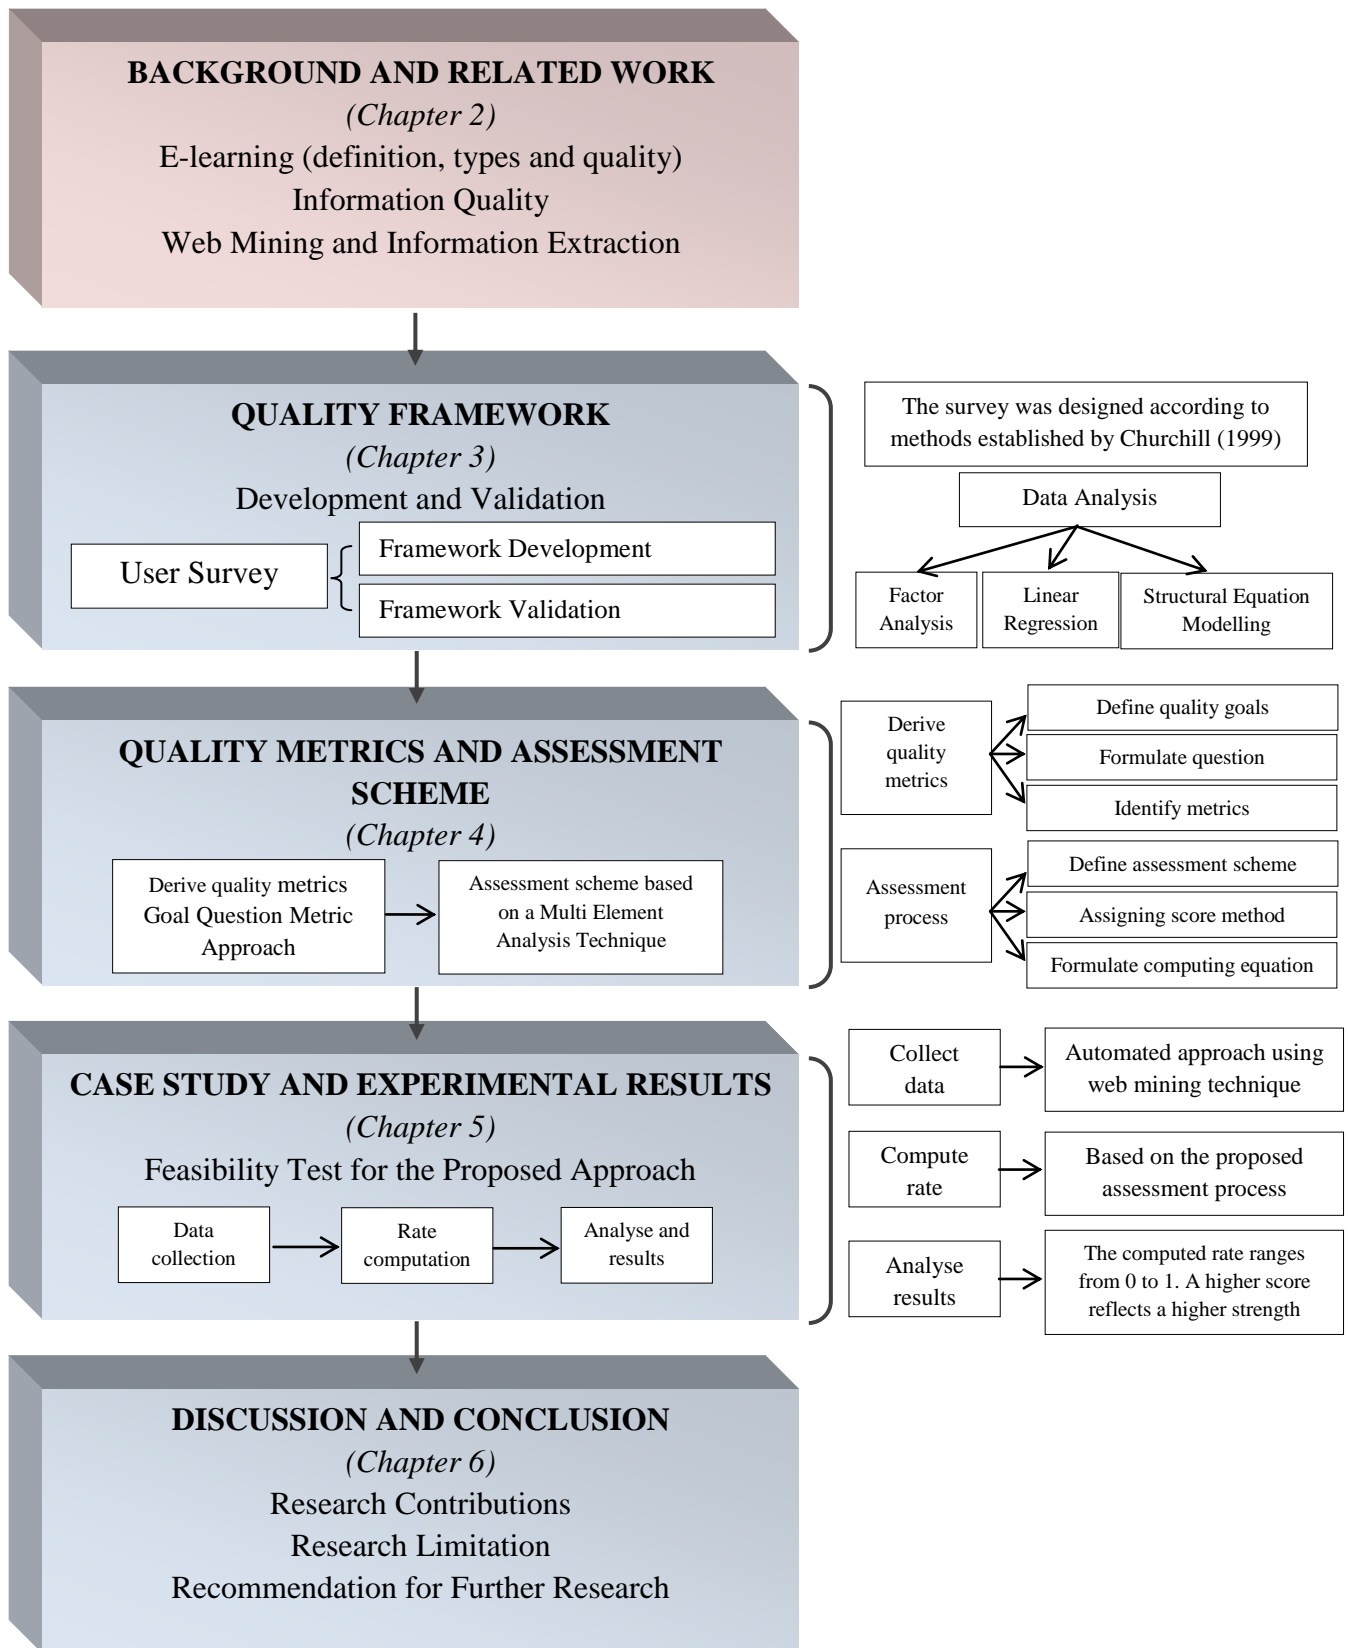 BACKGROUND AND RELATED WORK
(Chapter 2)
E-learning (definition, types and quality)
Information Quality
Web Mining and Information Extraction
QUALITY FRAMEWORK
(Chapter 3)
Development and Validation
User Survey
Framework Development
Framework Validation
The survey was designed according to
methods established by Churchill (1999)
Data Analysis
Factor
Analysis
Linear
Regression
Structural Equation
Modelling
QUALITY METRICS AND ASSESSMENT
SCHEME
(Chapter 4)
Derive quality metrics
Goal Question Metric
Approach
Assessment scheme based
on a Multi Element
Analysis Technique
Derive
quality
metrics
Define quality goals
Formulate question
Identify metrics
Assessment
process
Define assessment scheme
Assigning score method
Formulate computing equation
CASE STUDY AND EXPERIMENTAL RESULTS
(Chapter 5)
Feasibility Test for the Proposed Approach
Data
collection
Rate
computation
Analyse and
results
Collect
data
Automated approach using
web mining technique
Compute
rate
Based on the proposed
assessment process
Analyse
results
The computed rate ranges
from 0 to 1. A higher score
reflects a higher strength
DISCUSSION AND CONCLUSION
(Chapter 6)
Research Contributions
Research Limitation
Recommendation for Further Research